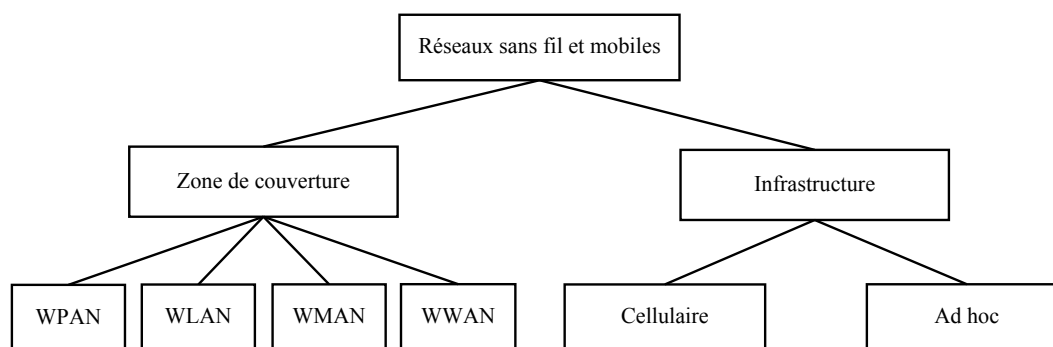 Réseaux sans fil et mobiles
Zone de couverture
Infrastructure
WPAN
WLAN
WMAN
WWAN
Cellulaire
Ad hoc